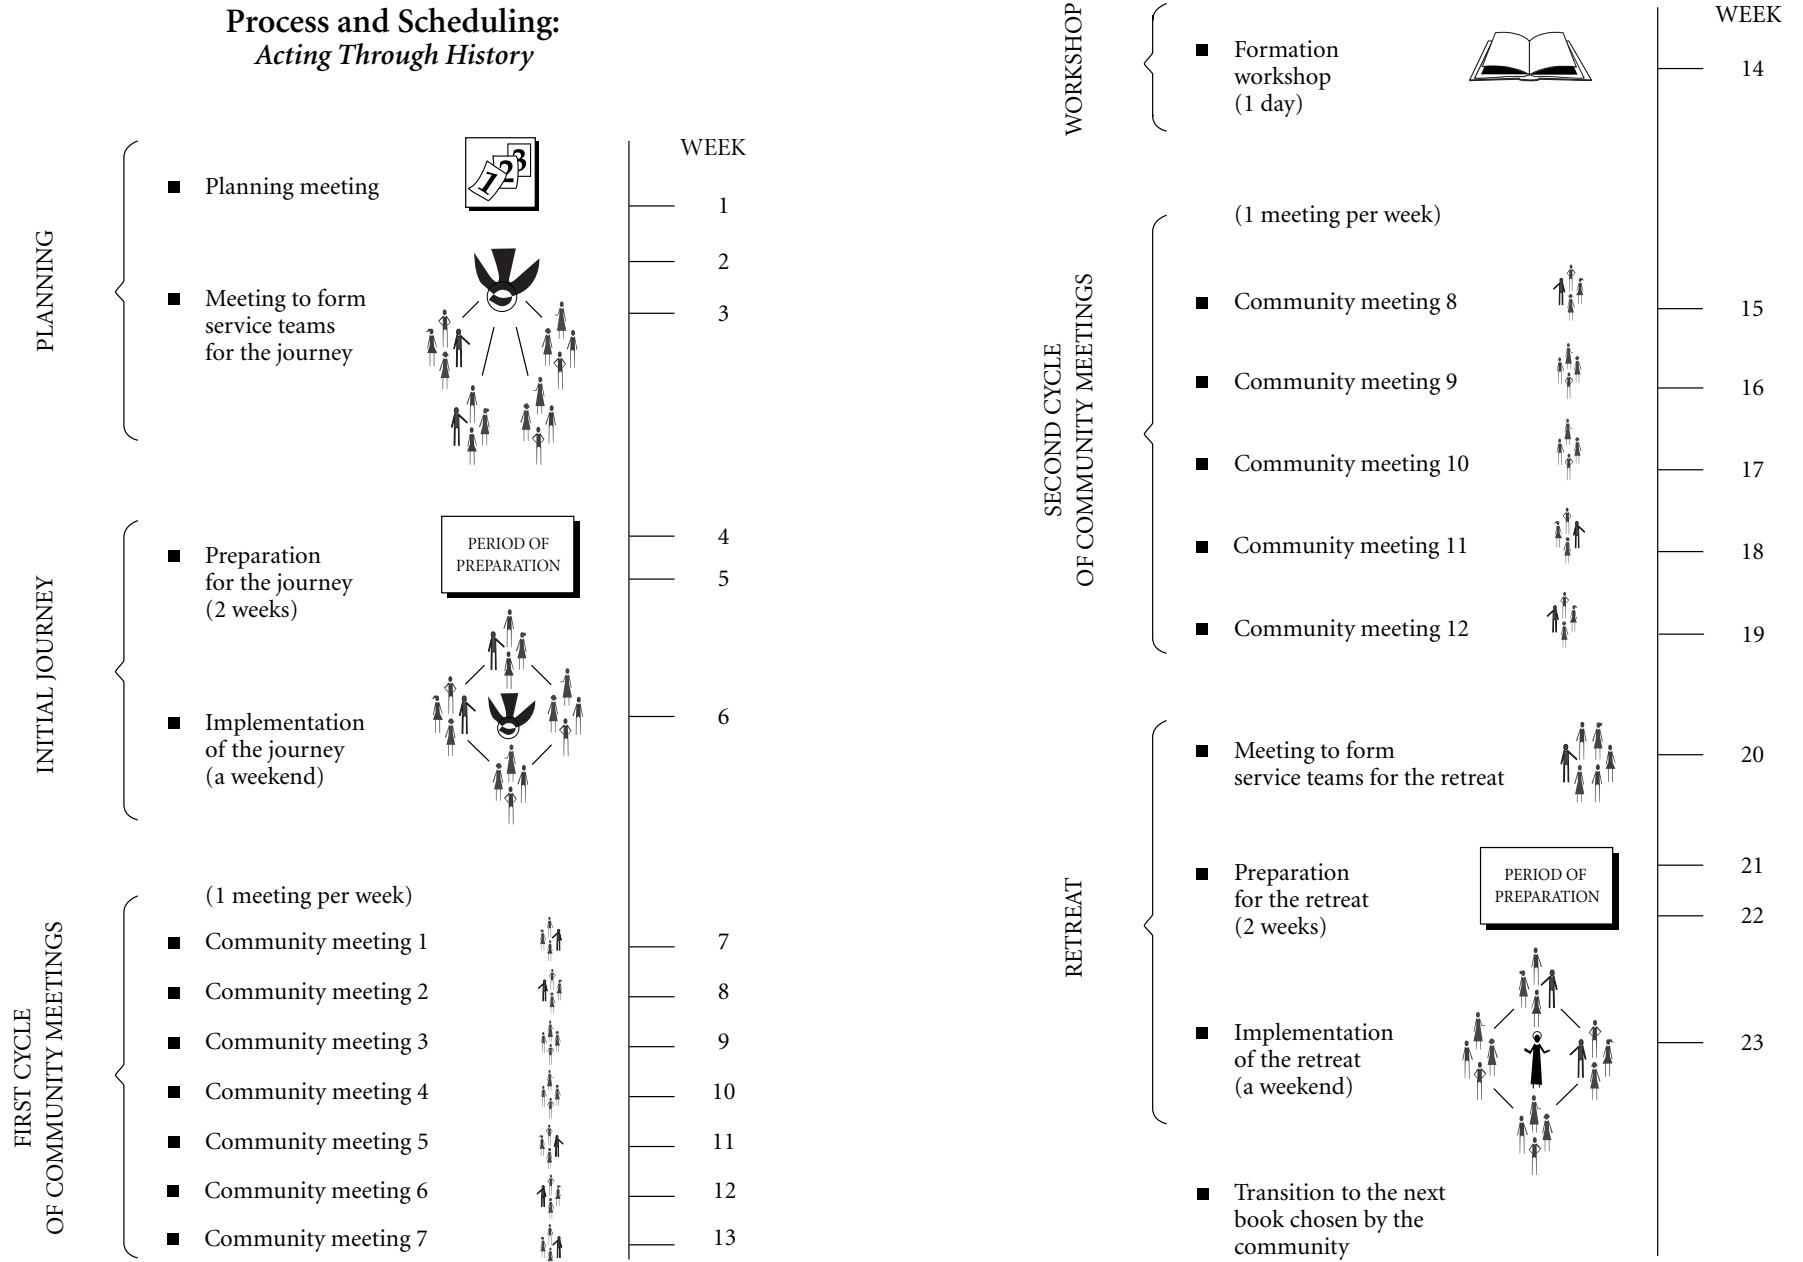 Process and Scheduling:
Acting Through History
PLANNING
WEEK
Planning meeting
1
2
Meeting to form
service teams
for the journey
3
INITIAL JOURNEY
Preparation
for the journey
(2 weeks)
PERIOD OF
PREPARATION
4
5
Implementation
of the journey
(a weekend)
6
FIRST CYCLE
OF COMMUNITY MEETINGS
(1 meeting per week)
Community meeting 1
7
Community meeting 2
8
Community meeting 3
9
Community meeting 4
10
Community meeting 5
11
Community meeting 6
12
Community meeting 7
13
WORKSHOP
WEEK
Formation
workshop
(1 day)
14
SECOND CYCLE
OF COMMUNITY MEETINGS
(1 meeting per week)
Community meeting 8
15
Community meeting 9
16
Community meeting 10
17
Community meeting 11
18
Community meeting 12
19
RETREAT
Meeting to form
service teams for the retreat
20
Preparation
for the retreat
(2 weeks)
PERIOD OF
PREPARATION
21
22
Implementation
of the retreat
(a weekend)
23
Transition to the next
book chosen by the
community
1
2
3